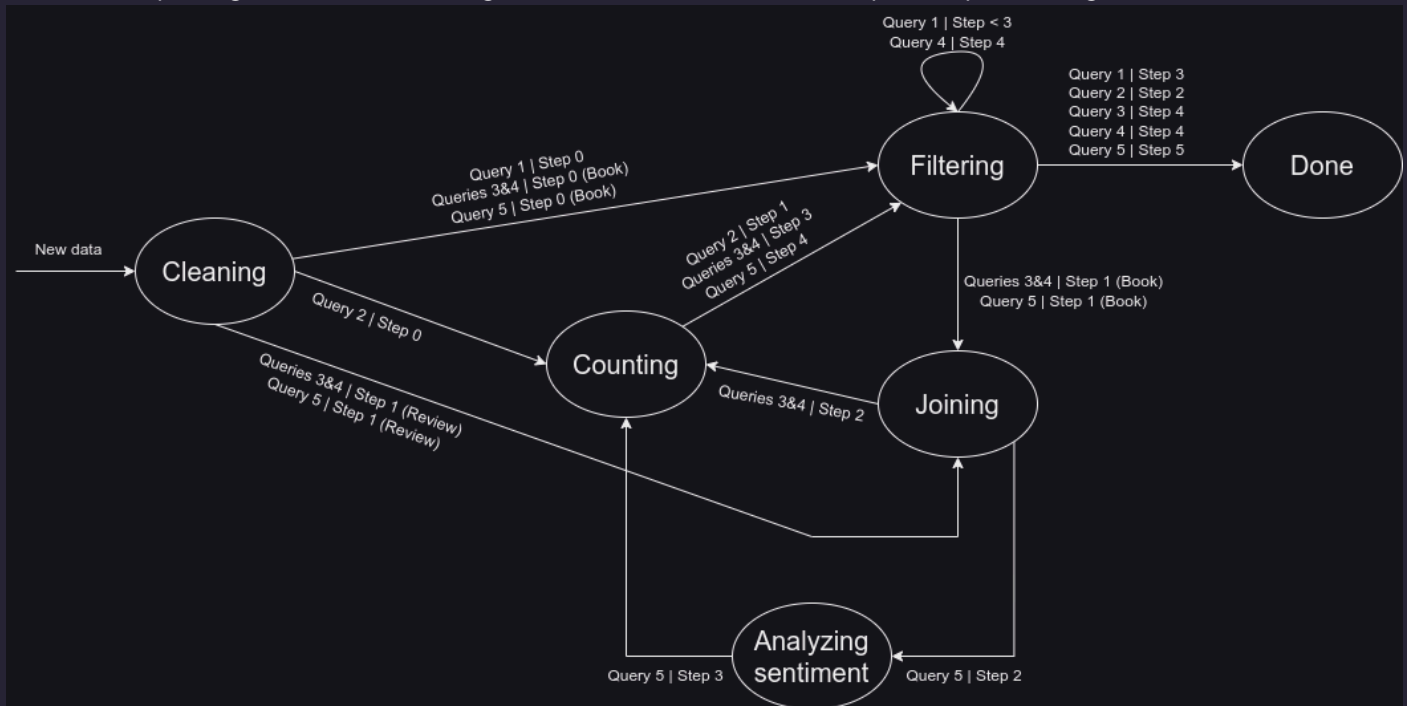 Query 1 | Step < 3
Query 4 | Step 4
Query 1 | Step 3
Query 2 | Step 2
Query 3 | Step 4
Query 4 | Step 4
Query 5 | Step 5
Filtering
Done
Query 1 | Step 0
Queries 3&4 | Step 0 (Book)
Query 5 | Step 0 (Book)
New data
Cleaning
Query 2 | Step 1
Queries 3&4 | Step 3
Query 5 | Step 4
Queries 3&4 | Step 1 (Book)
Query 5 | Step 1 (Book)
Query 2 | Step 0
Counting
Joining
Queries 3&4 | Step 2
Queries 3&4 | Step 1 (Review)
Query 5 | Step 1 (Review)
Analyzing
sentiment
Query 5 | Step 3
Query 5 | Step 2